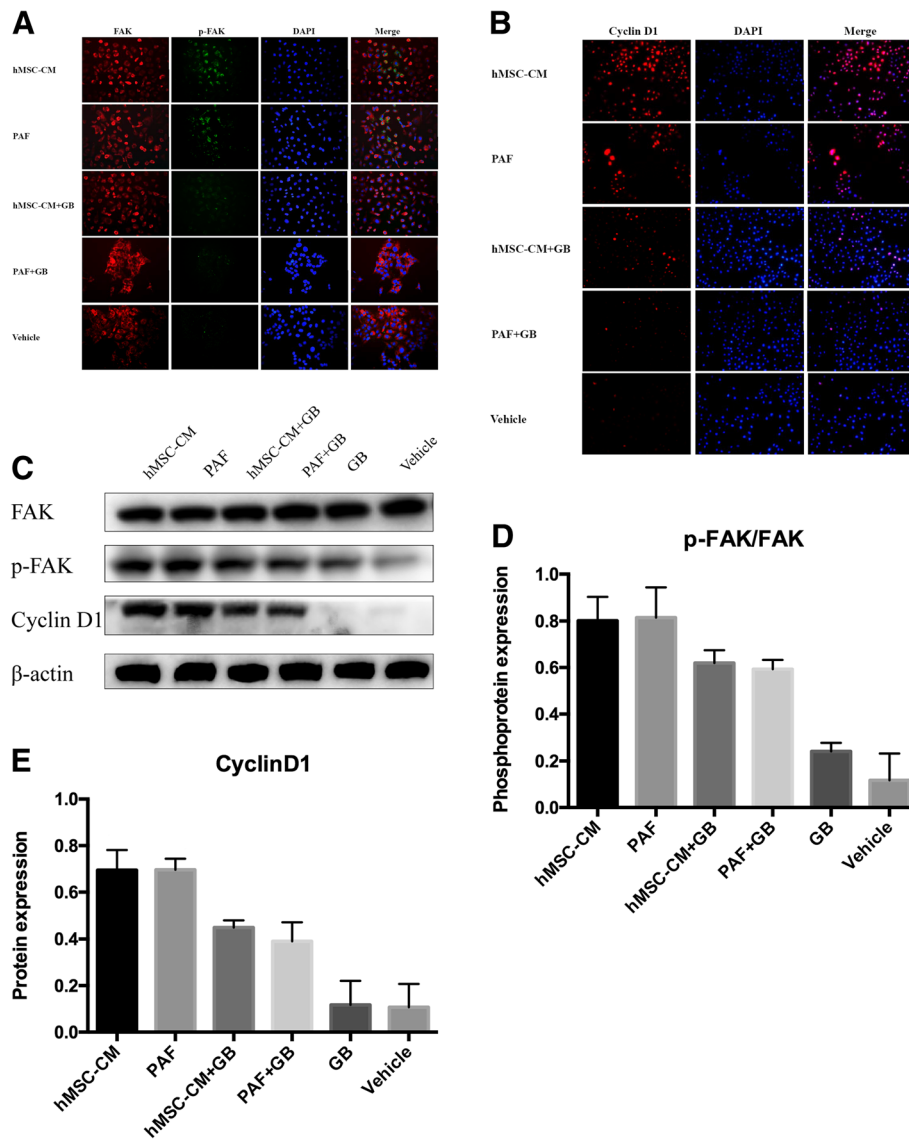 A
FAK p-FAK DAPI Merge
hMSC-CM
PAF
hMSC-CM+GB
PAF+GB
Vehicle
B
Cyclin D1 DAPI Merge
hMSC-CM
PAF
hMSC-CM+GB
PAF+GB
Vehicle
C
hMSC-CM PAF hMSC-CM+GB PAF+GB GB Vehicle
FAK
p-FAK
Cyclin D1
β-actin
D
p-FAK/FAK
Phosphoprotein expression
1.0
0.8
0.6
0.4
0.2
0.0
hMSC-CM PAF hMSC-CM+GB PAF+GB GB Vehicle
E
CyclinD1
Protein expression
1.0
0.8
0.6
0.4
0.2
0.0
hMSC-CM PAF hMSC-CM+GB PAF+GB GB Vehicle